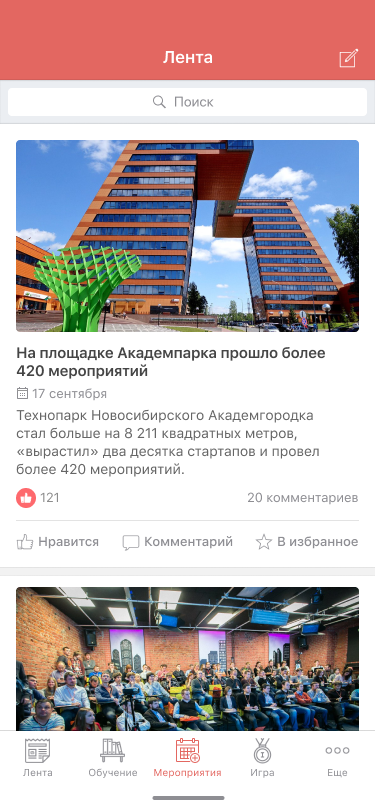 Лента
Поиск
На площадке Академпарка прошло более
420 мероприятий
17 сентября
Технопарк Новосибирского Академгородка
стал больше на 8 211 квадратных метров,
«вырастил» два десятка стартапов и провел
более 420 мероприятий.
121
20 комментариев
Нравится
Комментарий
В избранное
Лента
Обучение
Мероприятия
Игра
Еще